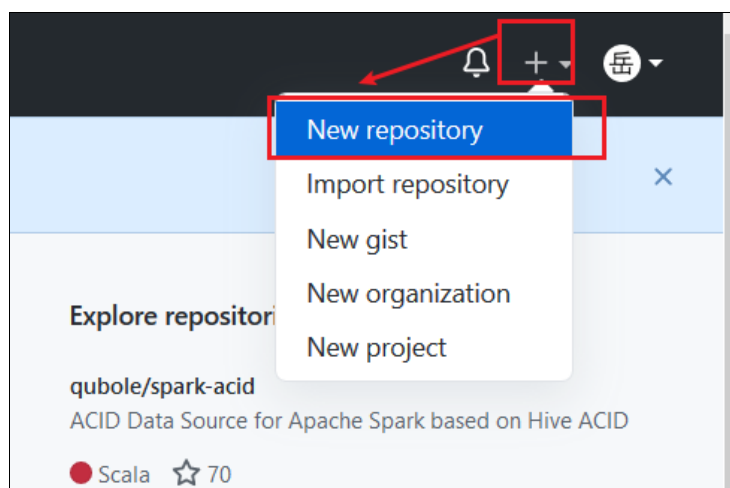 岳
New repository
Import repository
New gist
New organization
Explore repositori
New project
qubole/spark-acid
ACID Data Source for Apache Spark based on Hive ACID
Scala 70